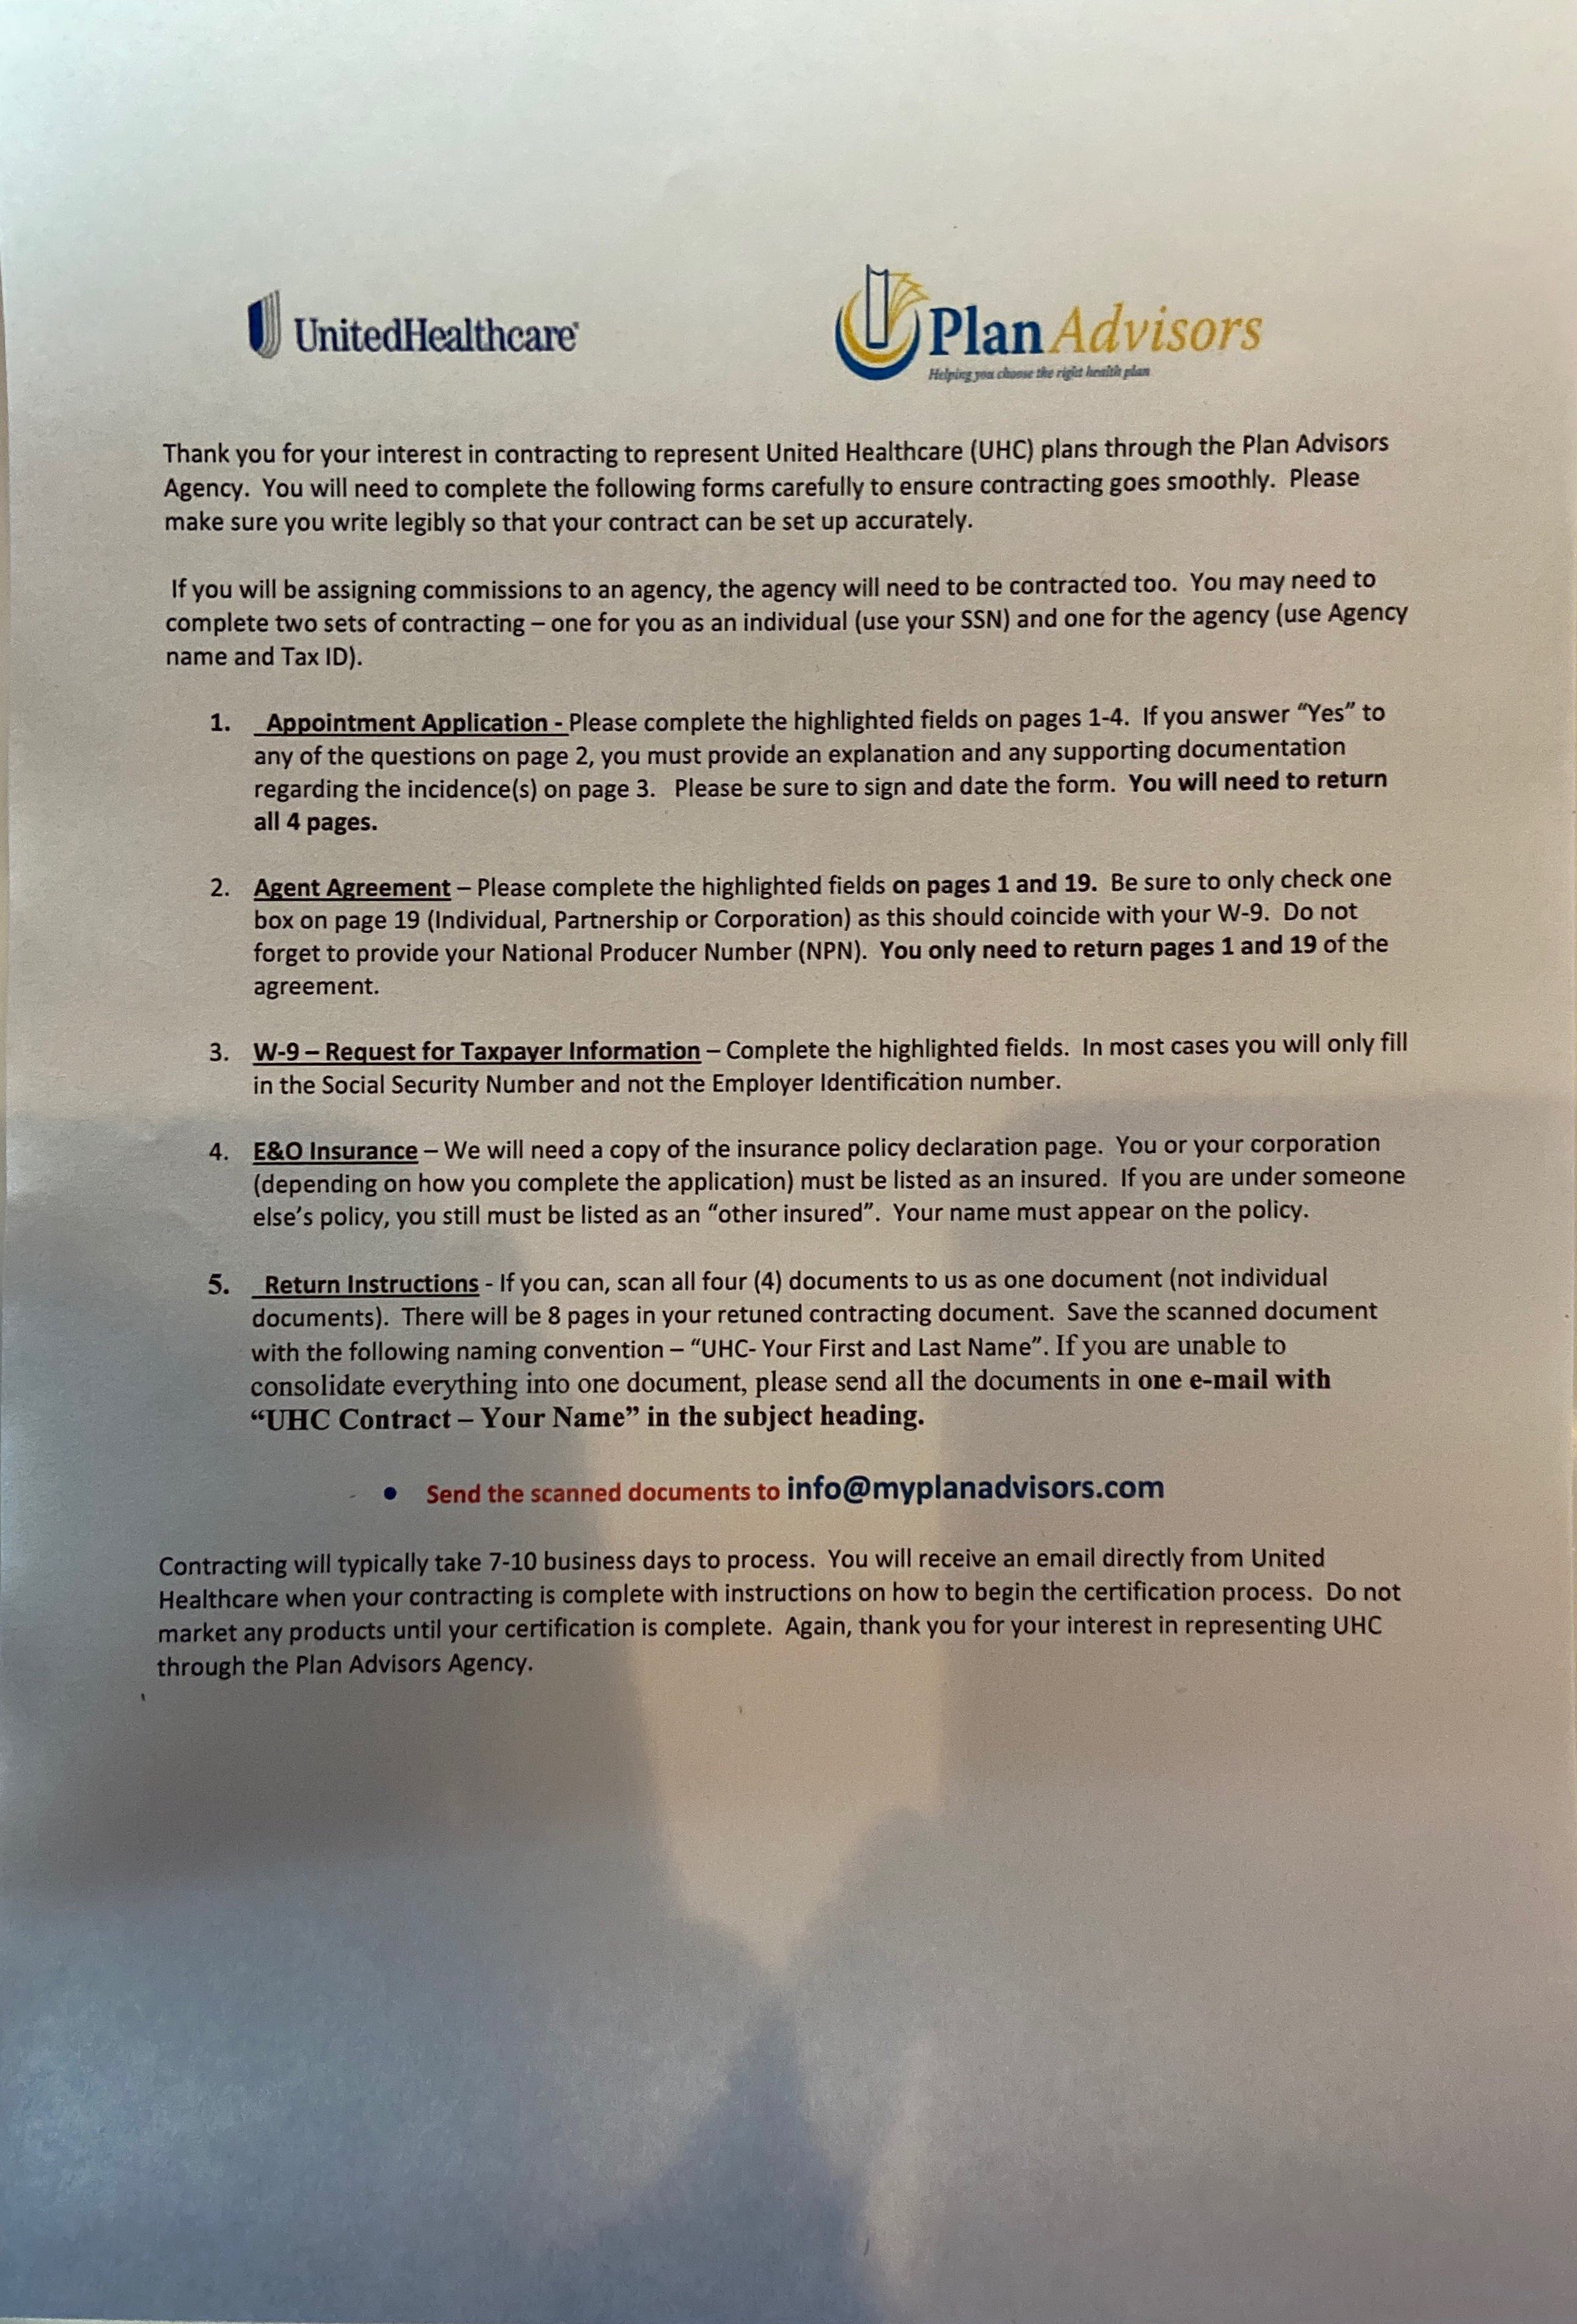 UnitedHealthcare
Plan Advisors
Helping you choose the right health plan
Thank you for your interest in contracting to represent United Healthcare (UHC) plans through the Plan Advisors
Agency. You will need to complete the following forms carefully to ensure contracting goes smoothly. Please
make sure you write legibly so that your contract can be set up accurately.
If you will be assigning commissions to an agency, the agency will need to be contracted too. You may need to
complete two sets of contracting – one for you as an individual (use your SSN) and one for the agency (use Agency
name and Tax ID).
1. Appointment Application - Please complete the highlighted fields on pages 1-4. If you answer “Yes” to
any of the questions on page 2, you must provide an explanation and any supporting documentation
regarding the incidence(s) on page 3. Please be sure to sign and date the form. You will need to return
all 4 pages.
2. Agent Agreement – Please complete the highlighted fields on pages 1 and 19. Be sure to only check one
box on page 19 (Individual, Partnership or Corporation) as this should coincide with your W-9. Do not
forget to provide your National Producer Number (NPN). You only need to return pages 1 and 19 of the
agreement.
3. W-9 – Request for Taxpayer Information – Complete the highlighted fields. In most cases you will only fill
in the Social Security Number and not the Employer Identification number.
4. E&O Insurance – We will need a copy of the insurance policy declaration page. You or your corporation
(depending on how you complete the application) must be listed as an insured. If you are under someone
else’s policy, you still must be listed as an “other insured”. Your name must appear on the policy.
5. Return Instructions - If you can, scan all four (4) documents to us as one document (not individual
documents). There will be 8 pages in your retuned contracting document. Save the scanned document
with the following naming convention – “UHC- Your First and Last Name”. If you are unable to
consolidate everything into one document, please send all the documents in one e-mail with
“UHC Contract – Your Name” in the subject heading.
• Send the scanned documents to info@myplanadvisors.com
Contracting will typically take 7-10 business days to process. You will receive an email directly from United
Healthcare when your contracting is complete with instructions on how to begin the certification process. Do not
market any products until your certification is complete. Again, thank you for your interest in representing UHC
through the Plan Advisors Agency.